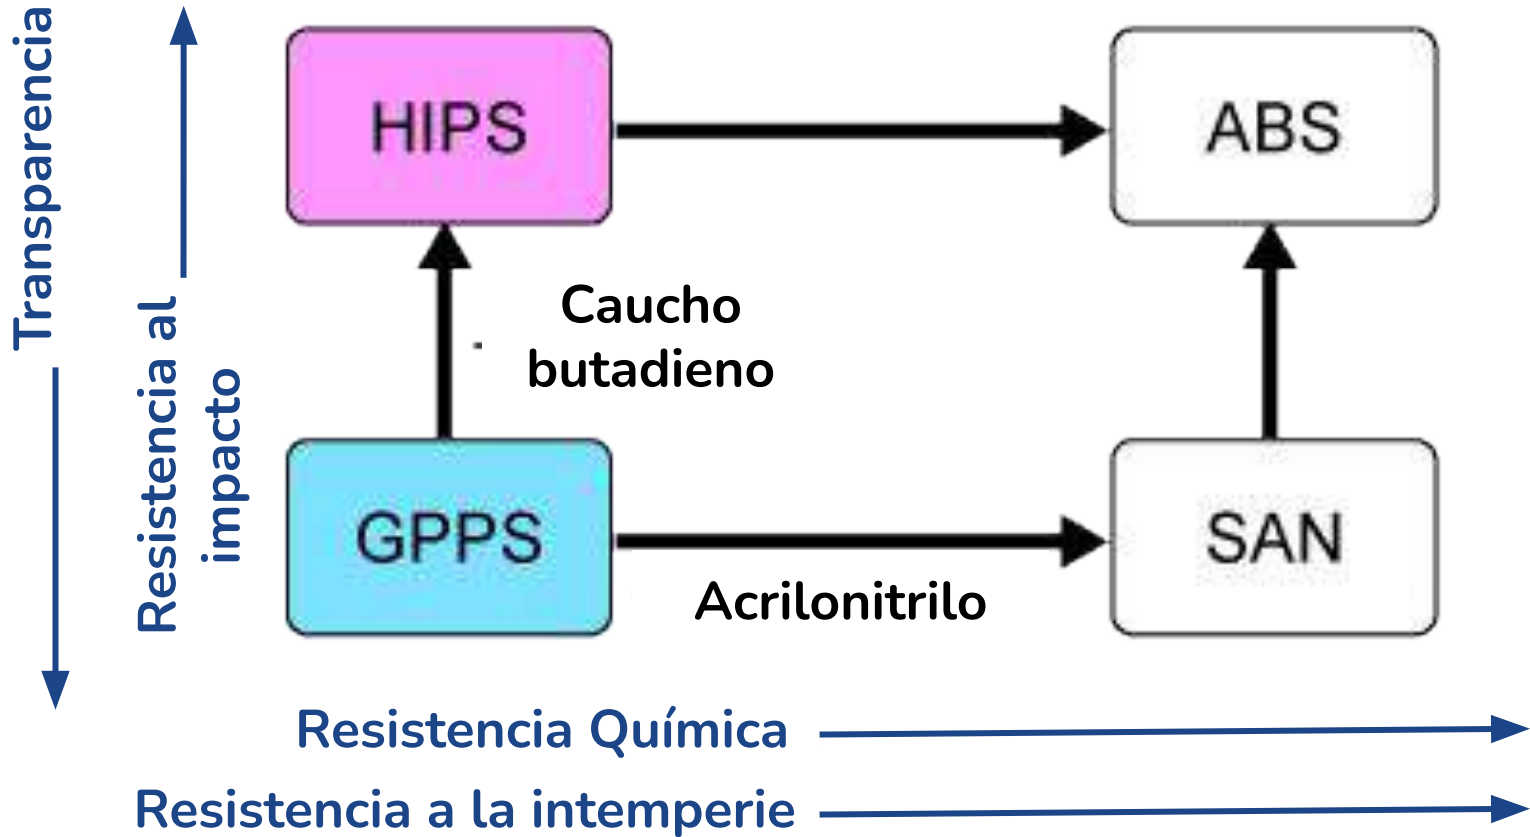 Transparencia
Resistencia al
impacto
HIPS
ABS
Caucho
butadieno
GPPS
SAN
Acrilonitrilo
Resistencia Química
Resistencia a la intemperie